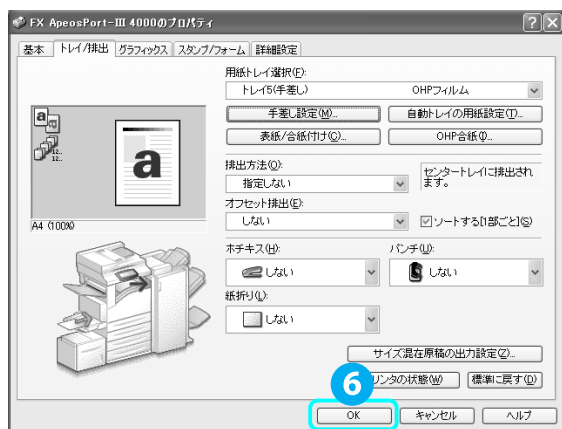 FX ApeosPort-III 4000のプロパティ
基本 トレイ/排出 グラフィックス スタンプ/フォーム 詳細設定
用紙トレイ選択(F):
トレイ5(手差し) OHPフィルム
手差し設定(M)... 自動トレイの用紙設定(T)...
表紙/合紙付け(C)... OHP合紙(I)...
排出方法(O):
指定しない
センタートレイに排出され
ます。
オフセット排出(E):
しない
ソートする[1部ごと](S)
A4 (100%)
ホチキス(H): パンチ(U):
しない しない
紙折り(L):
しない
サイズ混在原稿の出力設定(Z)...
リンタの状態(W) 標準に戻す(D)
6
OK キャンセル ヘルプ
a
a
12..
12..